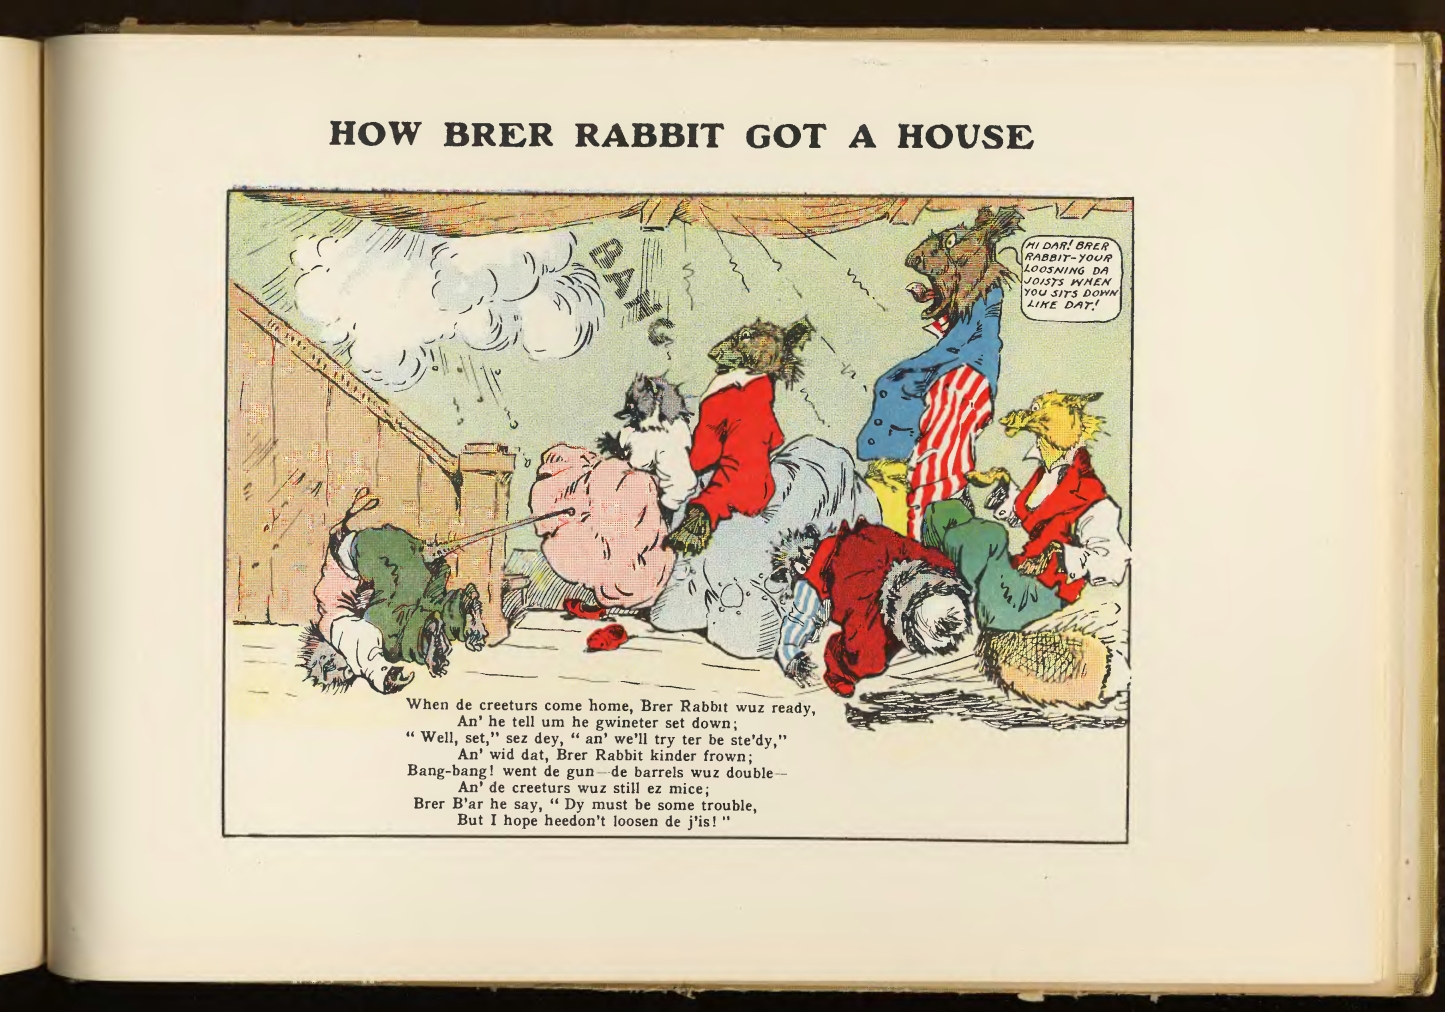 HOW BRER RABBIT GOT A HOUSE
BANG
HI DAR! BRER
RABBIT-YOUR
LOOSNING DA
JOISTS WHEN
YOU SITS DOWN
LIKE DAT!
When de creeturs come home, Brer Rabbit wuz ready,
An' he tell um he gwineter set down;
" Well, set," sez dey, " an' we'll try ter be ste'dy,"
An' wid dat, Brer Rabbit kinder frown;
Bang-bang! went de gun—de barrels wuz double—
An' de creeturs wuz still ez mice;
Brer B'ar he say, " Dy must be some trouble,
But I hope heedon't loosen de j'is! "